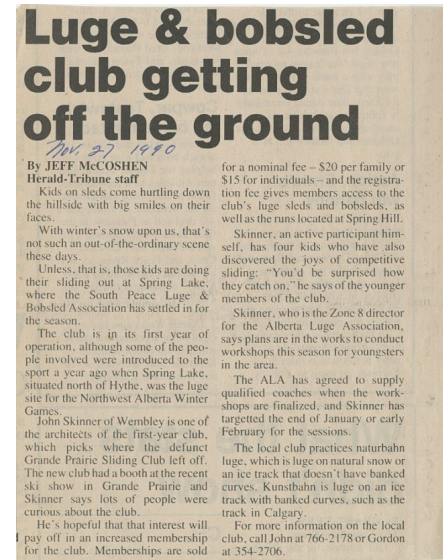 Luge & bobsled
club getting
off the ground
Nov. 27 1990
By JEFF McCOSHEN
Herald-Tribune staff
Kids on sleds come hurtling down
the hillside with big smiles on their
faces.
With winter's snow upon us, that's
not such an out-of-the-ordinary scene
these days.
Unless, that is, those kids are doing
their sliding out at Spring Lake,
where the South Peace Luge &
Bobsled Association has settled in for
the season.
The club is in its first year of
operation, although some of the peo-
ple involved were introduced to the
sport a year ago when Spring Lake,
situated north of Hythe, was the luge
site for the Northwest Alberta Winter
Games.
John Skinner of Wembley is one of
the architects of the first-year club,
which picks where the defunct
Grande Prairie Sliding Club left off.
The new club had a booth at the recent
ski show in Grande Prairie and
Skinner says lots of people were
curious about the club.
He's hopeful that that interest will
pay off in an increased membership
for the club. Memberships are sold
for a nominal fee – $20 per family or
$15 for individuals – and the registra-
tion fee gives members access to the
club's luge sleds and bobsleds, as
well as the runs located at Spring Hill.
Skinner, an active participant him-
self, has four kids who have also
discovered the joys of competitive
sliding: "You'd be surprised how
they catch on," he says of the younger
members of the club.
Skinner, who is the Zone 8 director
for the Alberta Luge Association,
says plans are in the works to conduct
workshops this season for youngsters
in the area.
The ALA has agreed to supply
qualified coaches when the work-
shops are finalized, and Skinner has
targetted the end of January or early
February for the sessions.
The local club practices naturbahn
luge, which is luge on natural snow or
an ice track that doesn't have banked
curves. Kunstbahn is luge on an ice
track with banked curves, such as the
track in Calgary.
For more information on the local
club, call John at 766-2178 or Gordon
at 354-2706.